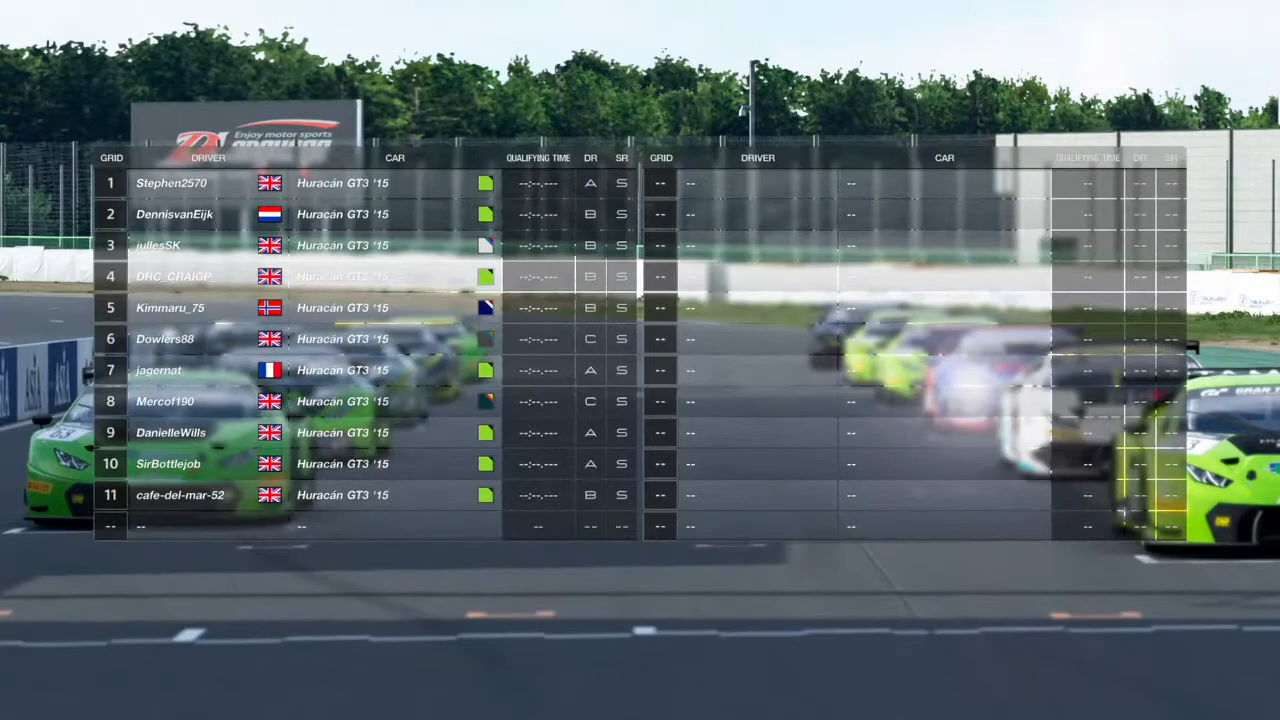 Enjoy motor sports
GRID DRIVER CAR QUALIFYING TIME DR SR GRID DRIVER CAR QUALIFYING TIME DR SR
1 Stephen2570 Huracán GT3 '15 --:--,--- A S -- -- -- -- -- --
2 DennisvanEijk Huracán GT3 '15 --:--,--- B S -- -- -- -- -- --
3 jullesSK Huracán GT3 '15 --:--,--- B S -- -- -- -- -- --
4 DRC_CRAIGP_ Huracán GT3 '15 --:--,--- B S -- -- -- -- -- --
5 Kimmaru_75 Huracán GT3 '15 --:--,--- B S -- -- -- -- -- --
6 Dowlers88 Huracán GT3 '15 --:--,--- C S -- -- -- -- -- --
7 jagernat Huracán GT3 '15 --:--,--- A S -- -- -- -- -- --
8 Mercof190 Huracán GT3 '15 --:--,--- C S -- -- -- -- -- --
9 DanielleWills Huracán GT3 '15 --:--,--- A S -- -- -- -- -- --
10 SirBottlejob Huracán GT3 '15 --:--,--- A S -- -- -- -- -- --
11 cafe-del-mar-52 Huracán GT3 '15 --:--,--- B S -- -- -- -- -- --
-- -- -- -- -- -- -- -- -- -- -- --
ASIA ASIA